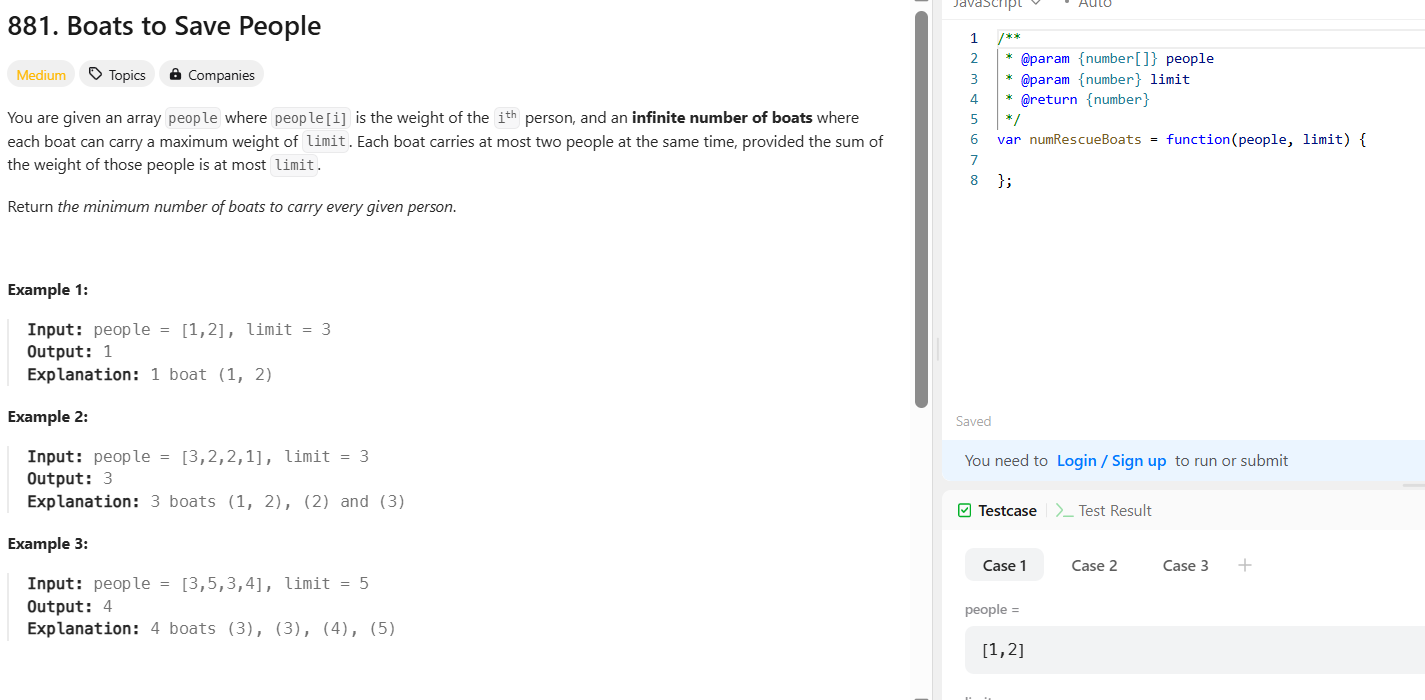 881. Boats to Save People
Medium Topics Companies
You are given an array people where people[i] is the weight of the ith person, and an infinite number of boats where
each boat can carry a maximum weight of limit. Each boat carries at most two people at the same time, provided the sum of
the weight of those people is at most limit.
Return the minimum number of boats to carry every given person.
Example 1:
Input: people = [1,2], limit = 3
Output: 1
Explanation: 1 boat (1, 2)
Example 2:
Input: people = [3,2,2,1], limit = 3
Output: 3
Explanation: 3 boats (1, 2), (2) and (3)
Example 3:
Input: people = [3,5,3,4], limit = 5
Output: 4
Explanation: 4 boats (3), (3), (4), (5)
JavaScript • Auto
1 /**
2 * @param {number[]} people
3 * @param {number} limit
4 * @return {number}
5 */
6 var numRescueBoats = function(people, limit) {
7
8 };
Saved
You need to Login / Sign up to run or submit
Testcase >_ Test Result
Case 1 Case 2 Case 3 +
people =
[1,2]